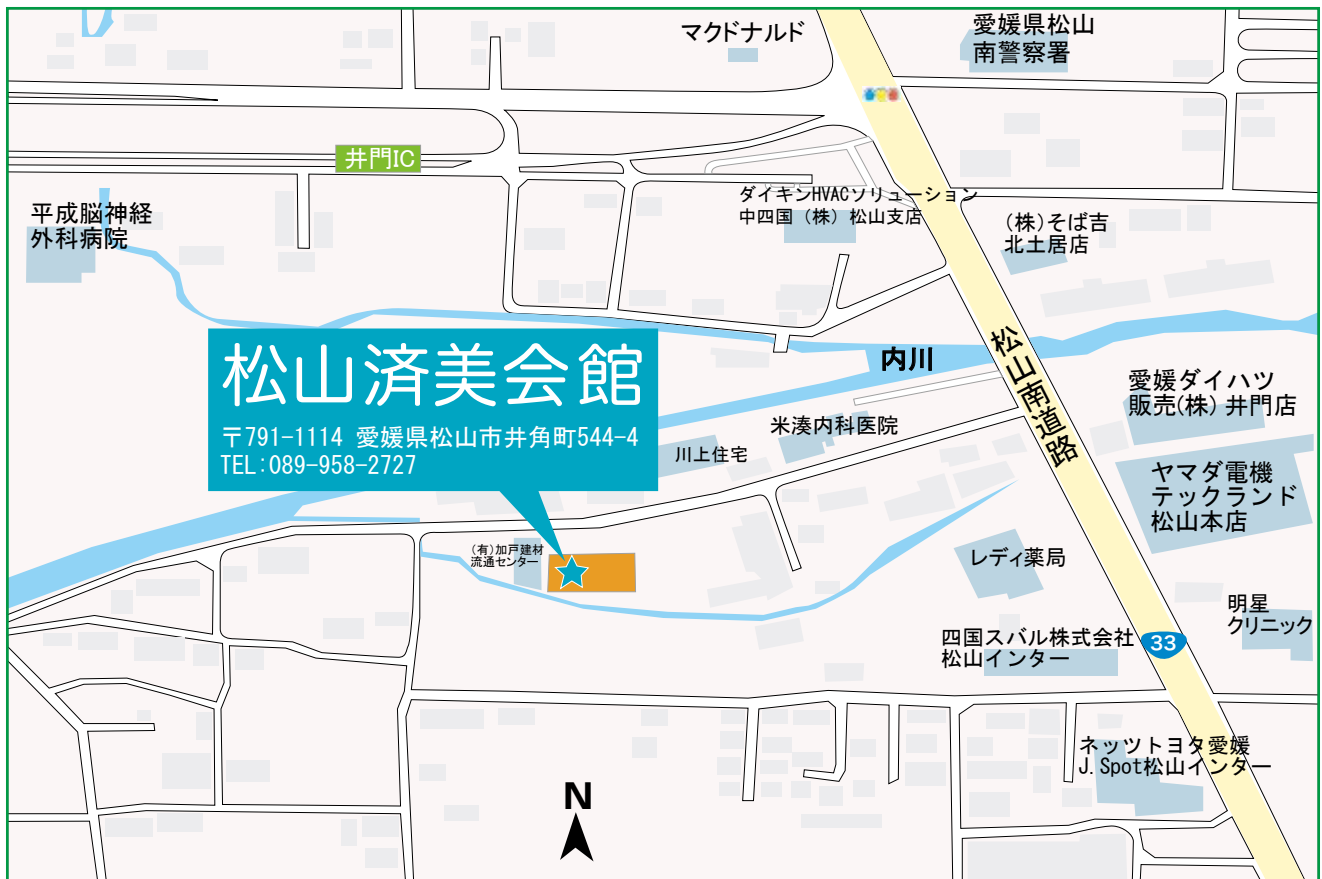 マクドナルド
愛媛県松山
南警察署
井門IC
平成脳神経
外科病院
ダイキンHVACソリューション
中四国（株）松山支店
(株)そば吉
北土居店
松山済美会館
〒791-1114 愛媛県松山市井角町544-4
TEL:089-958-2727
内川
松山南道路
愛媛ダイハツ
販売(株) 井門店
米湊内科医院
川上住宅
ヤマダ電機
テックランド
松山本店
(有)加戸建材
流通センター
レディ薬局
明星
クリニック
四国スバル株式会社
松山インター
33
ネッツトヨタ愛媛
J.Spot松山インター
N